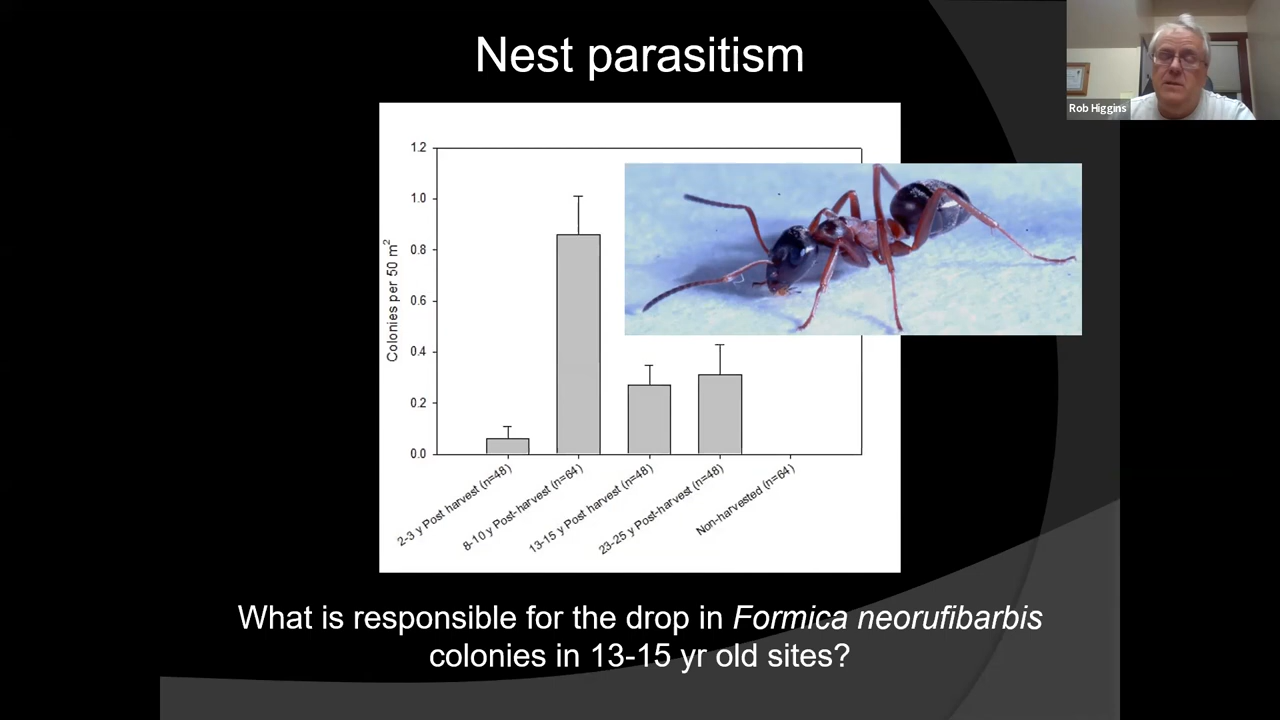 Nest parasitism
Rob Higgins
1.2
1.0
0.8
0.6
0.4
0.2
0.0
Colonies per 50 m²
2-3 y Post harvest (n=48)
8-10 y Post-harvest (n=64)
13-15 y Post harvest (n=48)
23-25 y Post-harvest (n=48)
Non-harvested (n=64)
What is responsible for the drop in Formica neorufibarbis
colonies in 13-15 yr old sites?